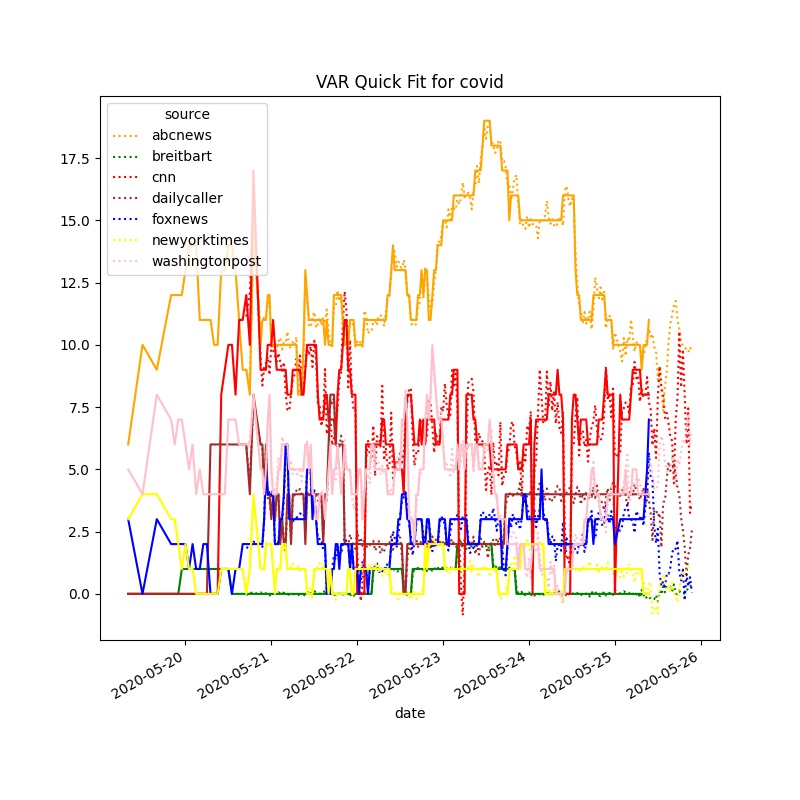 VAR Quick Fit for covid
source
abcnews
breitbart
cnn
dailycaller
foxnews
newyorktimes
washingtonpost
17.5
15.0
12.5
10.0
7.5
5.0
2.5
0.0
2020-05-20
2020-05-21
2020-05-22
2020-05-23
2020-05-24
2020-05-25
2020-05-26
date